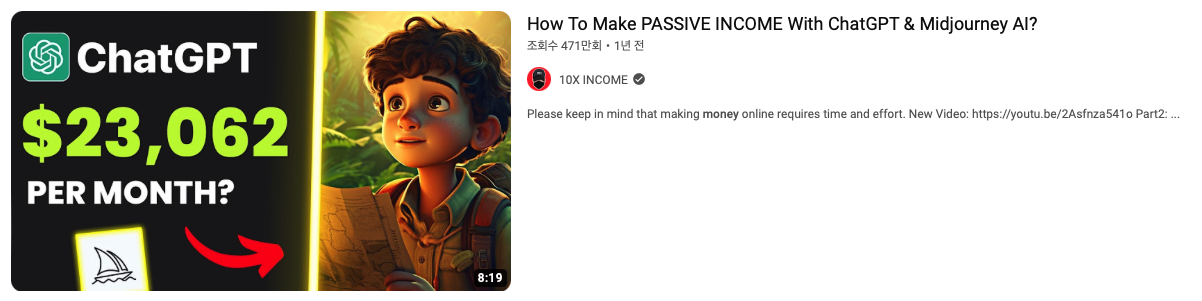 ChatGPT
$23,062
PER MONTH?
8:19
How To Make PASSIVE INCOME With ChatGPT & Midjourney AI?
조회수 471만회 • 1년 전
10X INCOME
Please keep in mind that making money online requires time and effort. New Video: https://youtu.be/2Asfnza541o Part2: ...